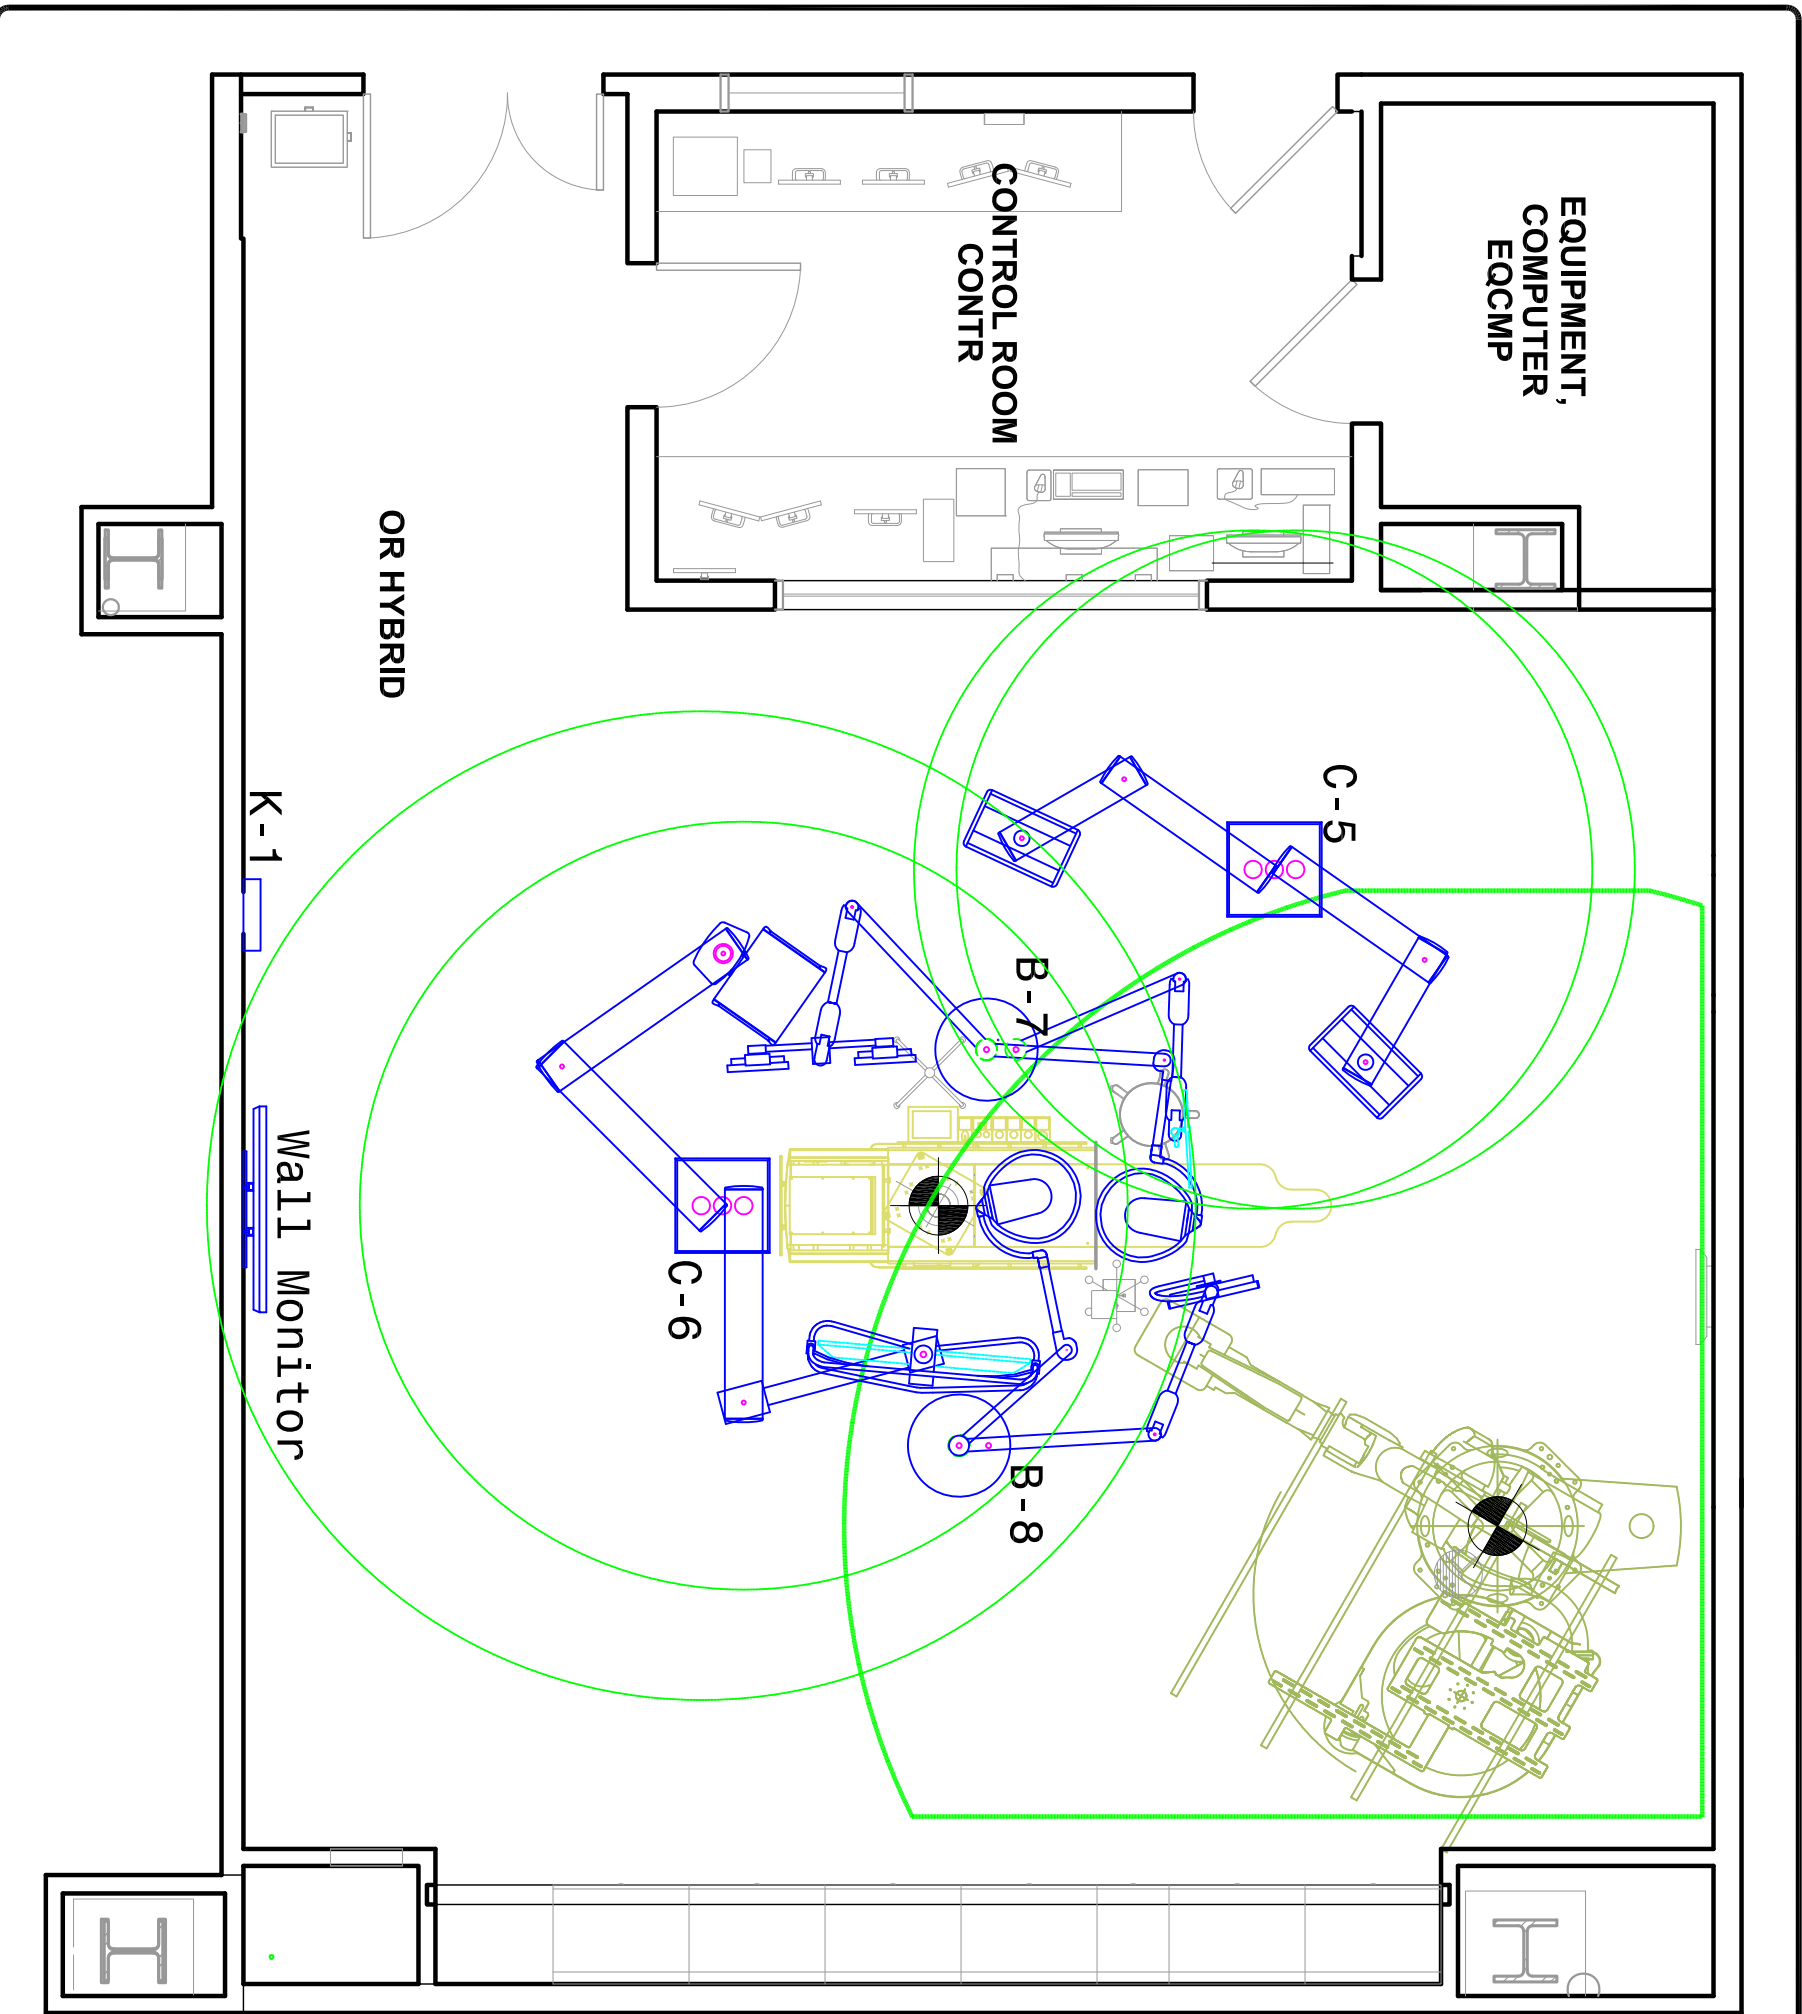 EQUIPMENT,
COMPUTER
EQCMP
CONTROL ROOM
CONTR
OR HYBRID
C-5
K-1
B-7
Wall Monitor
C-6
B-8